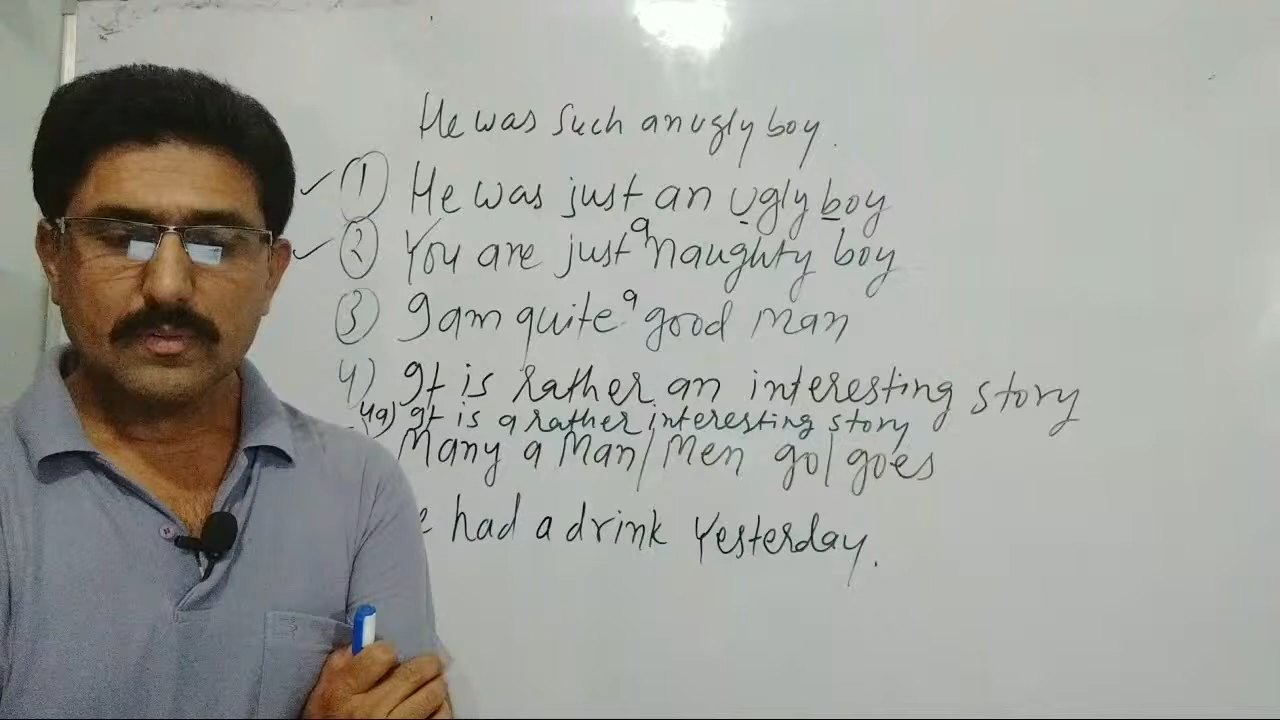 He was such an ugly boy.
① He was just an ugly boy
② You are just a naughty boy
③ I am quite a good man
4) It is rather an interesting story
(4a) It is a rather interesting story
Many a Man/Men go/goes
e had a drink Yesterday.